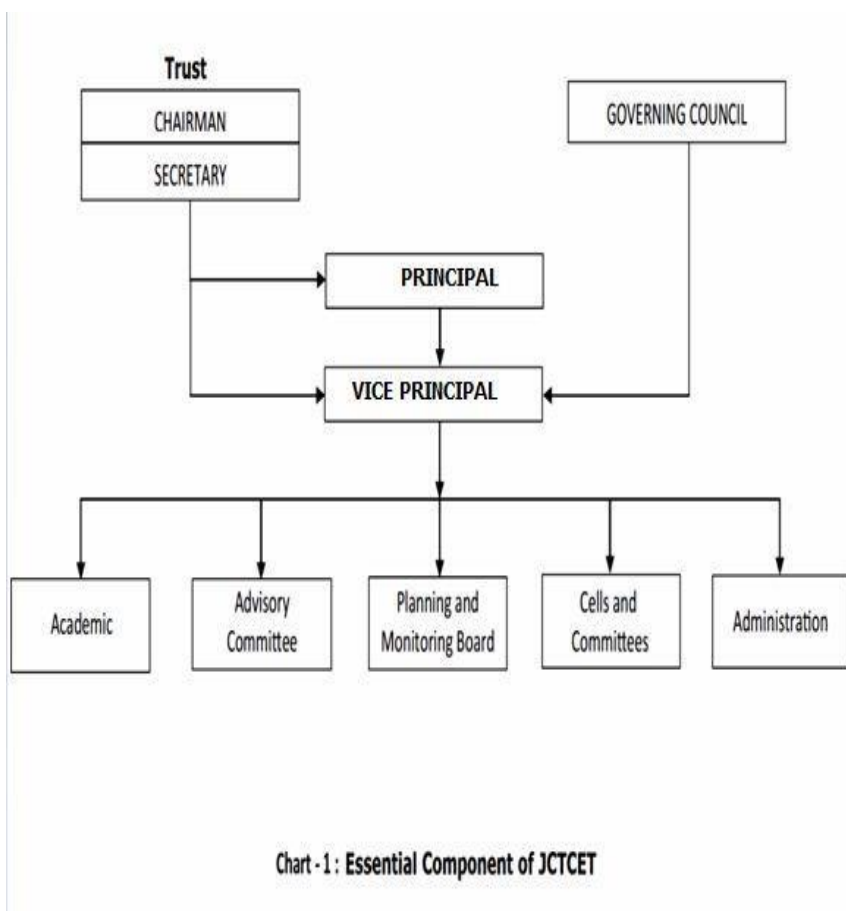 Trust
CHAIRMAN
SECRETARY
GOVERNING COUNCIL
PRINCIPAL
VICE PRINCIPAL
Academic
Advisory
Committee
Planning and
Monitoring Board
Cells and
Committees
Administration
Chart - 1 : Essential Component of JCTCET